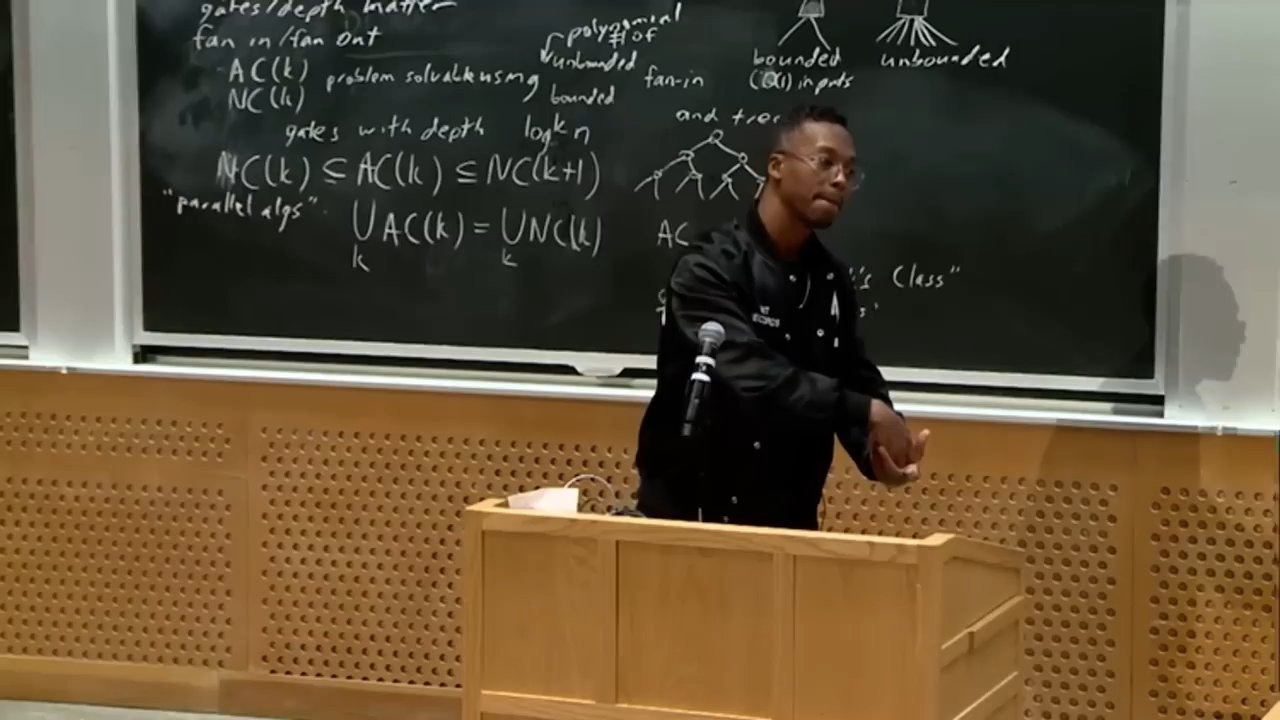 gates/depth matter
fan in/fan out
AC(k)
NC(k)
problem solvable using
polynomial
# of
unbounded
bounded
fan-in
gates with depth log^k n
NC(k) ⊆ AC(k) ⊆ NC(k+1)
"parallel algs"
⋃ AC(k) = ⋃ NC(k)
k k
bounded
(O(1)) inputs
unbounded
and tree
AC
's Class"